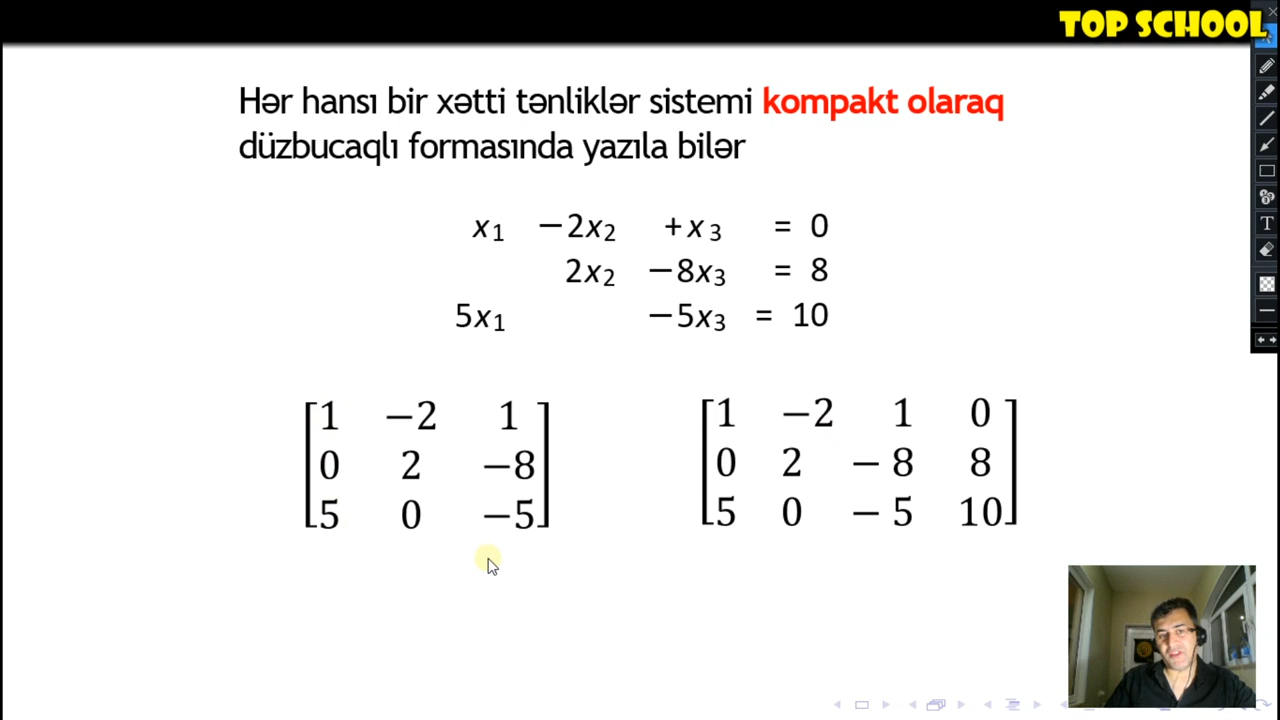 TOP SCHOOL
Hər hansı bir xətti tənliklər sistemi kompakt olaraq
düzbucaqlı formasında yazıla bilər
x₁ −2x₂ +x₃ = 0
2x₂ −8x₃ = 8
5x₁ −5x₃ = 10
[1 −2 1
0 2 −8
5 0 −5]
[1 −2 1 0
0 2 − 8 8
5 0 − 5 10]